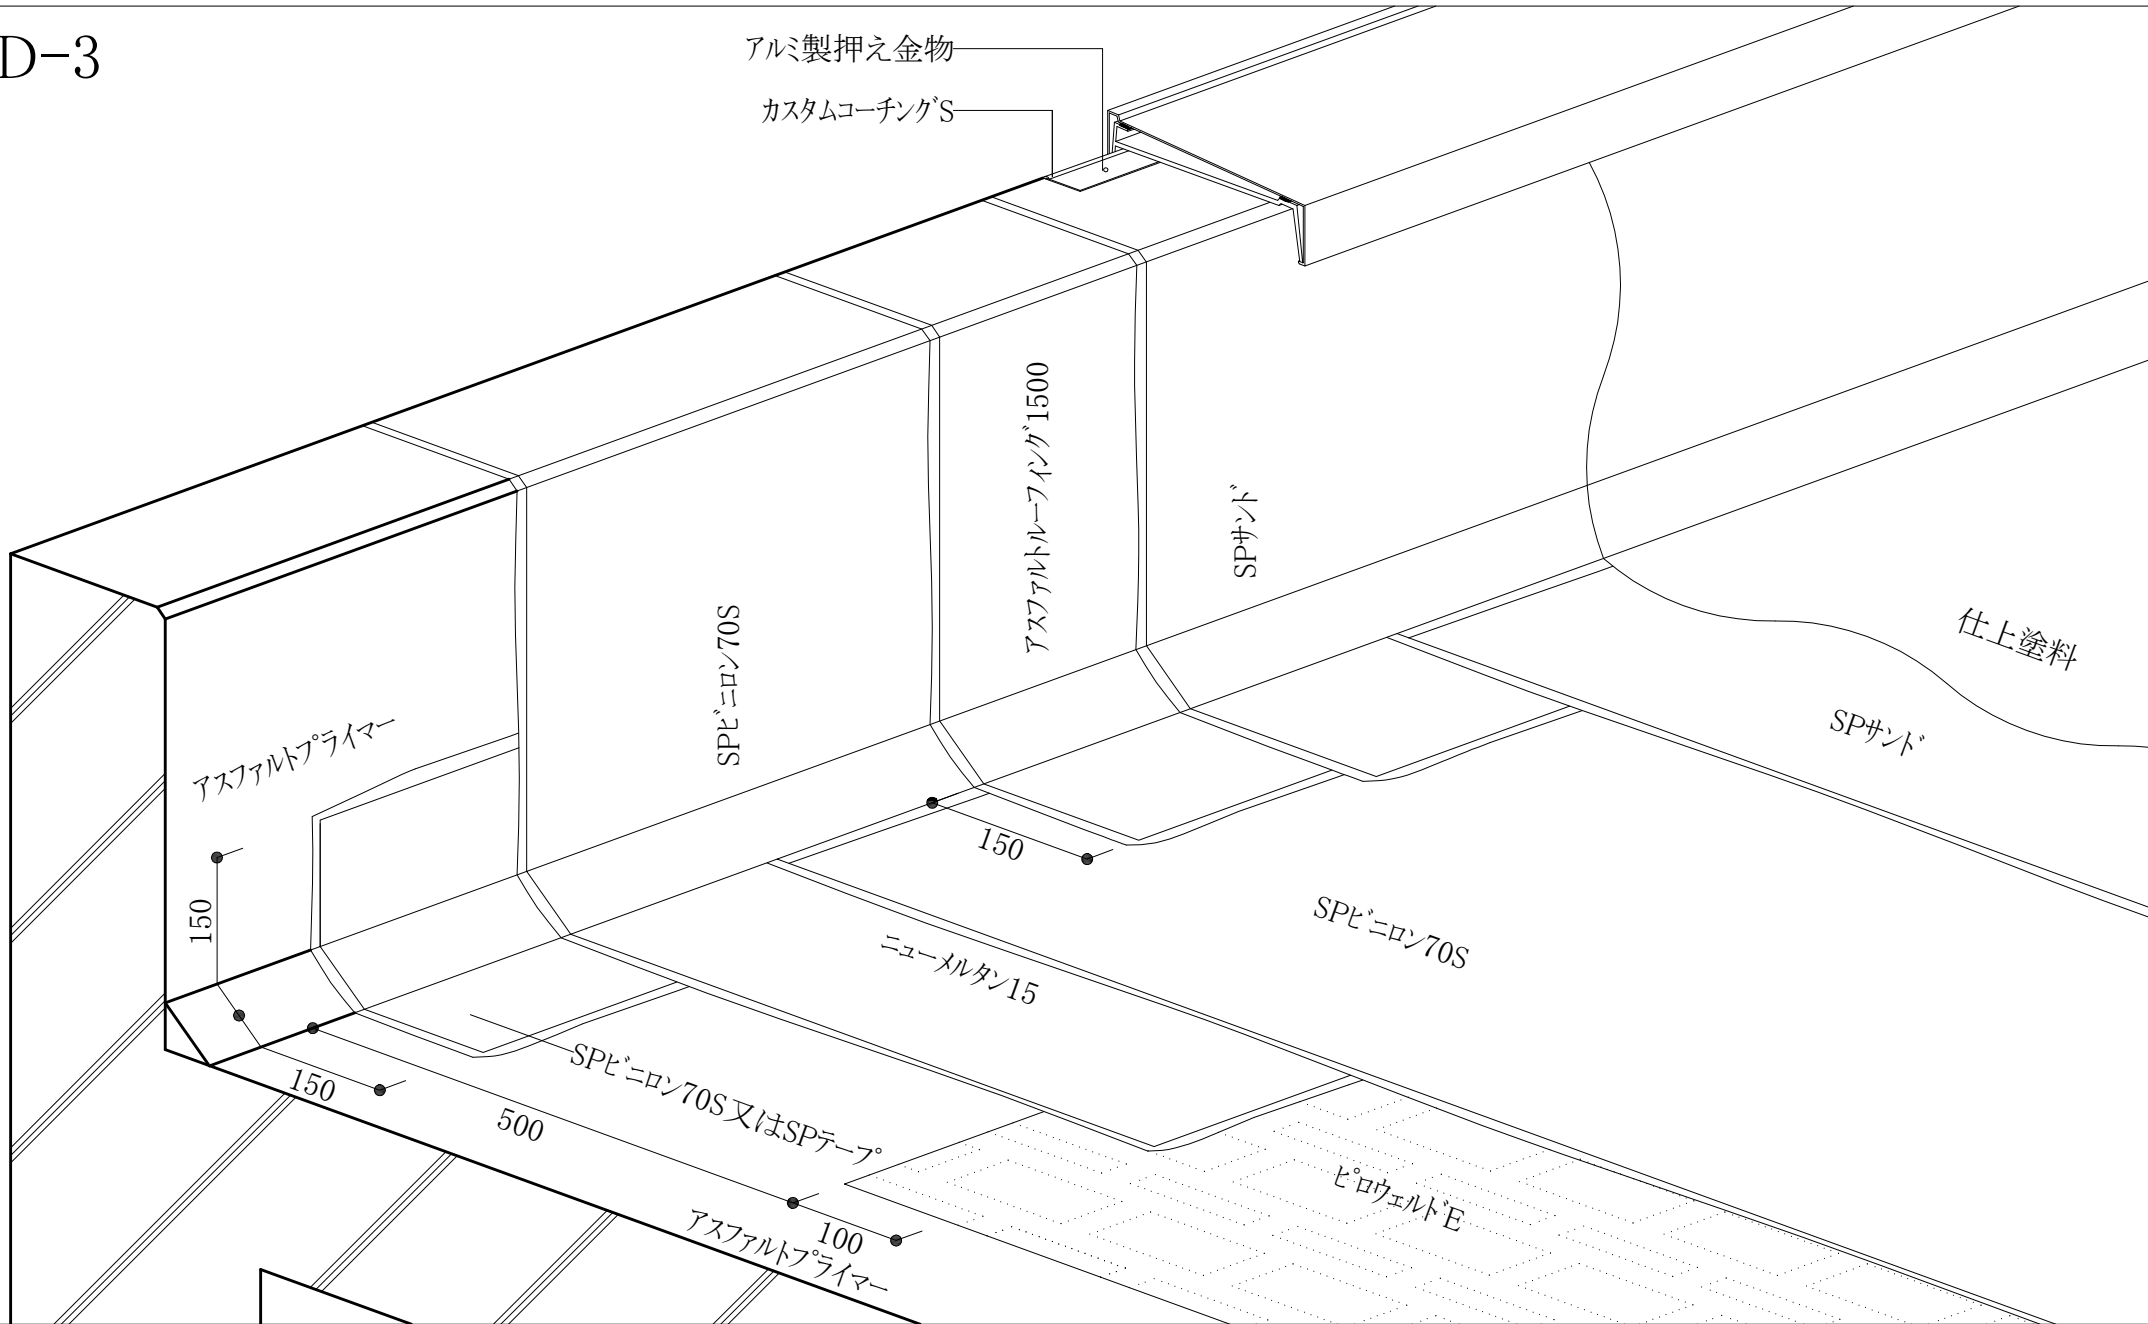 D-3
アルミ製押え金物
カスタムコーチングS
アスファルトルーフィング1500
SPサンド
SPビニロン70S
アスファルトプライマー
仕上塗料
SPサンド
150
150
SPビニロン70S
ニューメルタン15
150
500
SPビニロン70S又はSPテープ
100
アスファルトプライマー
ピロウェルドE